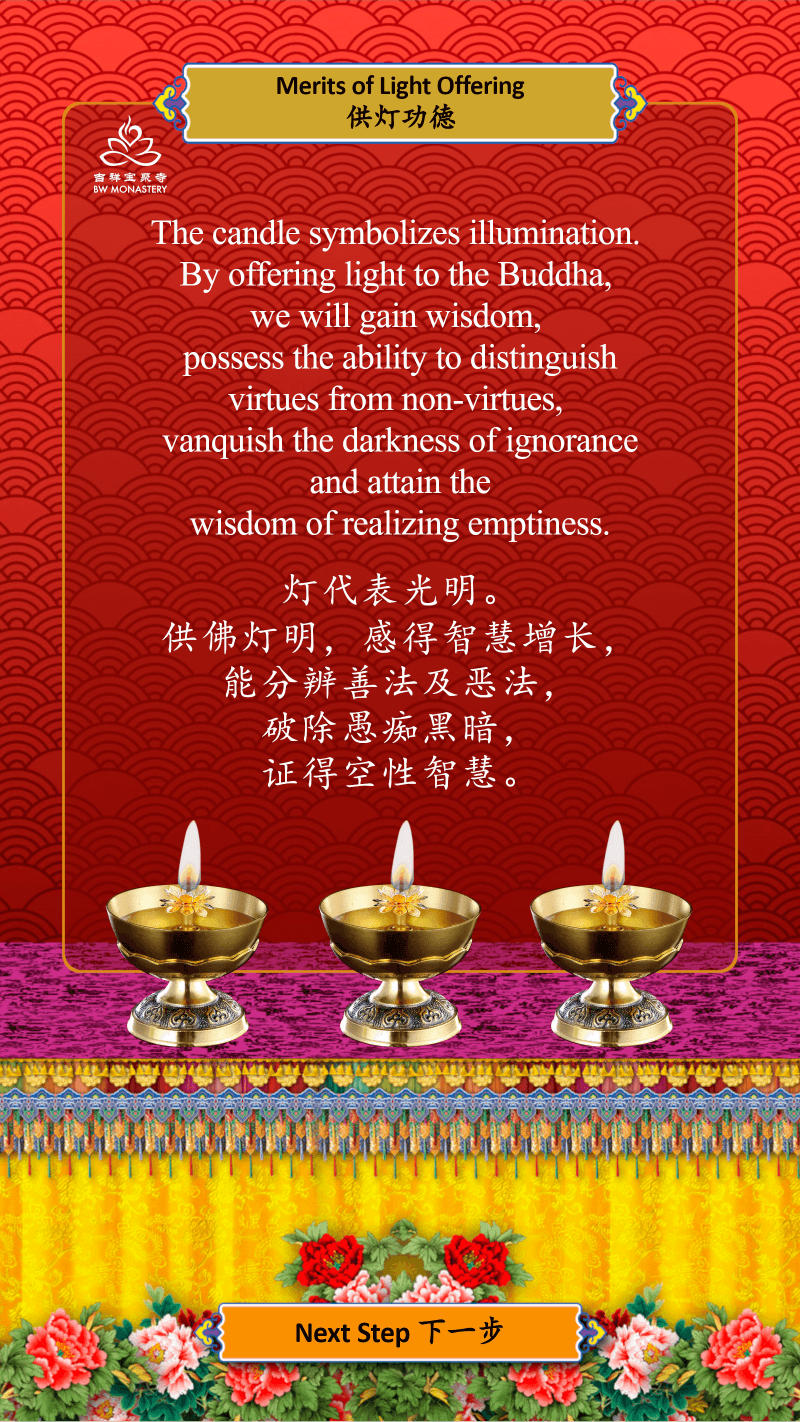 Merits of Light Offering
供灯功德
吉祥宝聚寺
BW MONASTERY
The candle symbolizes illumination.
By offering light to the Buddha,
we will gain wisdom,
possess the ability to distinguish
virtues from non-virtues,
vanquish the darkness of ignorance
and attain the
wisdom of realizing emptiness.
灯代表光明。
供佛灯明，感得智慧增长，
能分辨善法及恶法，
破除愚痴黑暗，
证得空性智慧。
Next Step 下一步